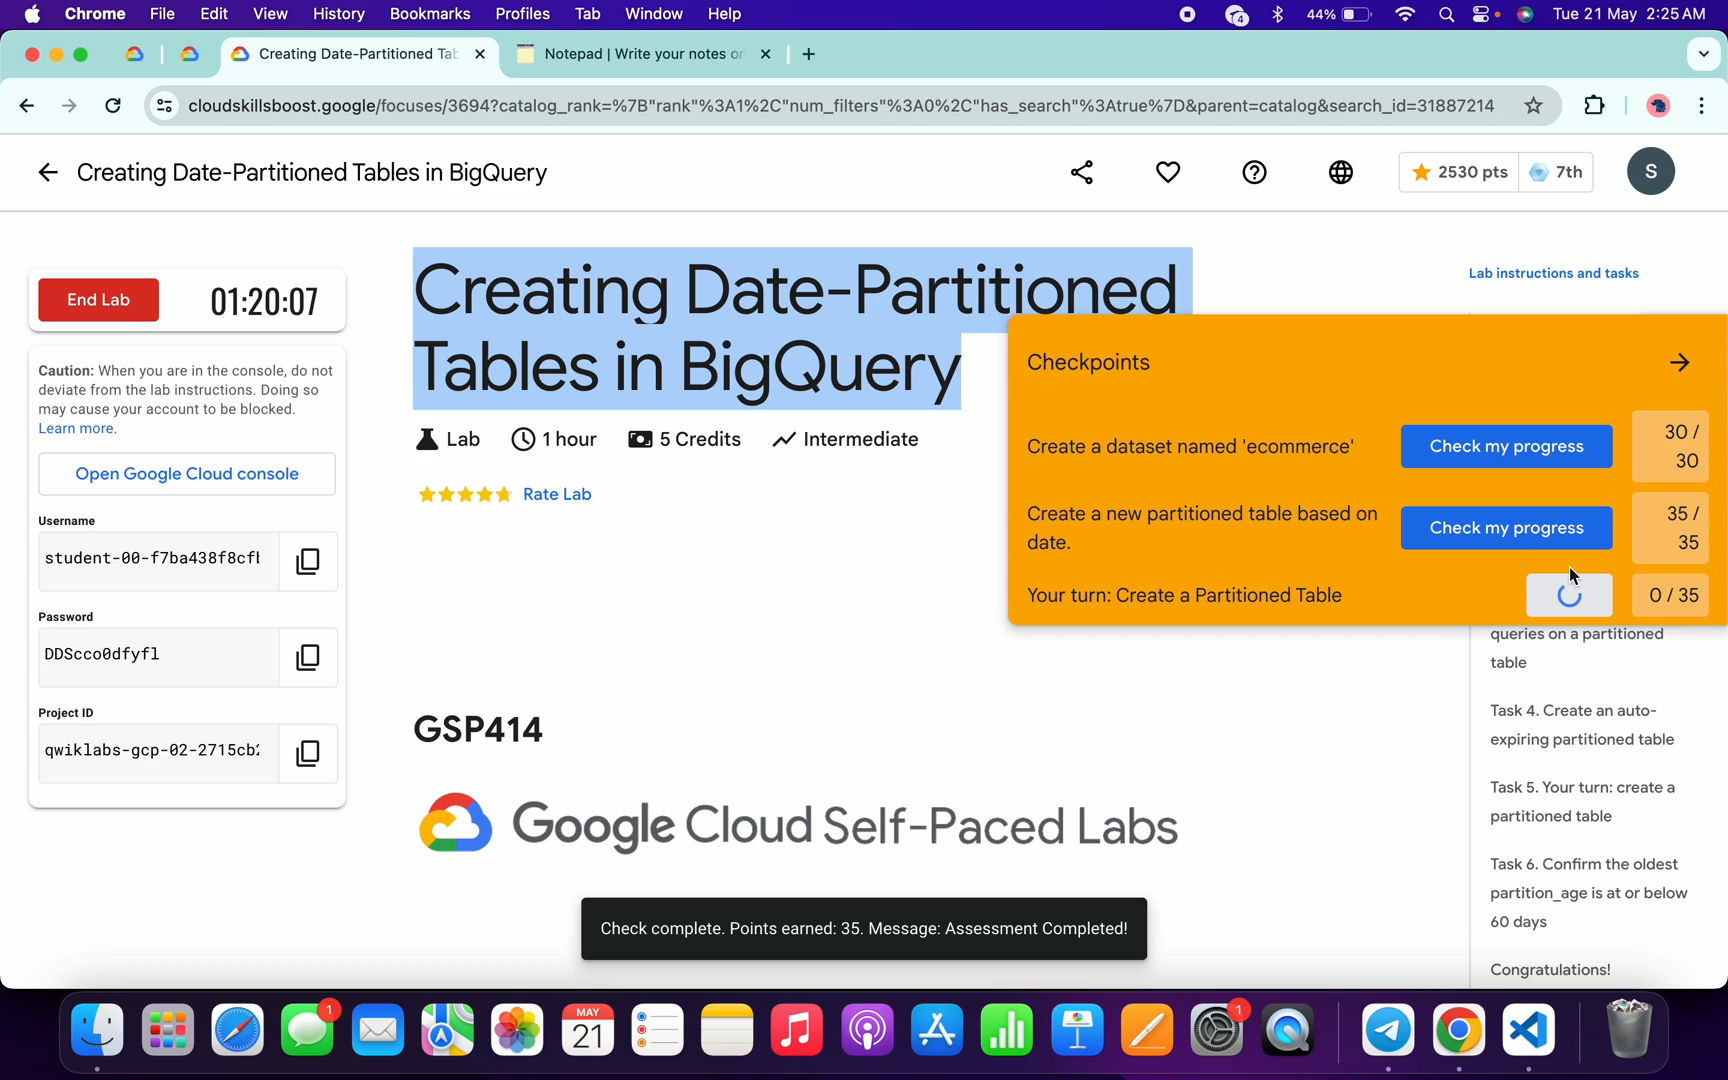 Chrome File Edit View History Bookmarks Profiles Tab Window Help
4 44% Tue 21 May 2:25 AM
Creating Date-Partitioned Tab
Notepad | Write your notes on
cloudskillsboost.google/focuses/3694?catalog_rank=%7B"rank"%3A1%2C"num_filters"%3A0%2C"has_search"%3Atrue%7D&parent=catalog&search_id=31887214
Creating Date-Partitioned Tables in BigQuery
2530 pts 7th S
End Lab 01:20:07
Caution: When you are in the console, do not
deviate from the lab instructions. Doing so
may cause your account to be blocked.
Learn more.
Open Google Cloud console
Username
student-00-f7ba438f8cf
Password
DDScco0dfyfl
Project ID
qwiklabs-gcp-02-2715cb
Creating Date-Partitioned
Tables in BigQuery
Lab 1 hour 5 Credits Intermediate
Rate Lab
GSP414
Google Cloud Self-Paced Labs
Check complete. Points earned: 35. Message: Assessment Completed!
Lab instructions and tasks
Checkpoints
Create a dataset named 'ecommerce' Check my progress 30 /
30
Create a new partitioned table based on
date. Check my progress 35 /
35
Your turn: Create a Partitioned Table 0 / 35
queries on a partitioned
table
Task 4. Create an auto-
expiring partitioned table
Task 5. Your turn: create a
partitioned table
Task 6. Confirm the oldest
partition_age is at or below
60 days
Congratulations!
1
MAY
21
1